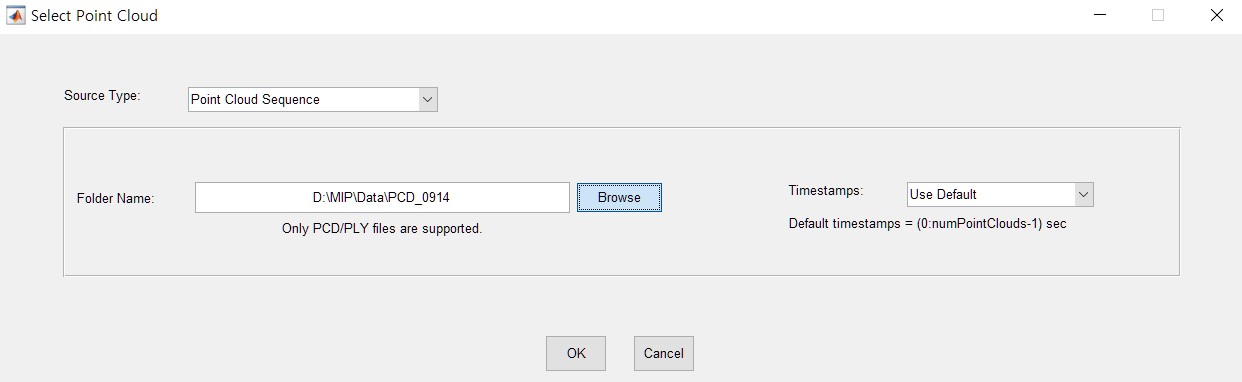 Select Point Cloud
Source Type: Point Cloud Sequence
Folder Name: D:\MIP\Data\PCD_0914 Browse
Only PCD/PLY files are supported.
Timestamps: Use Default
Default timestamps = (0:numPointClouds-1) sec
OK Cancel